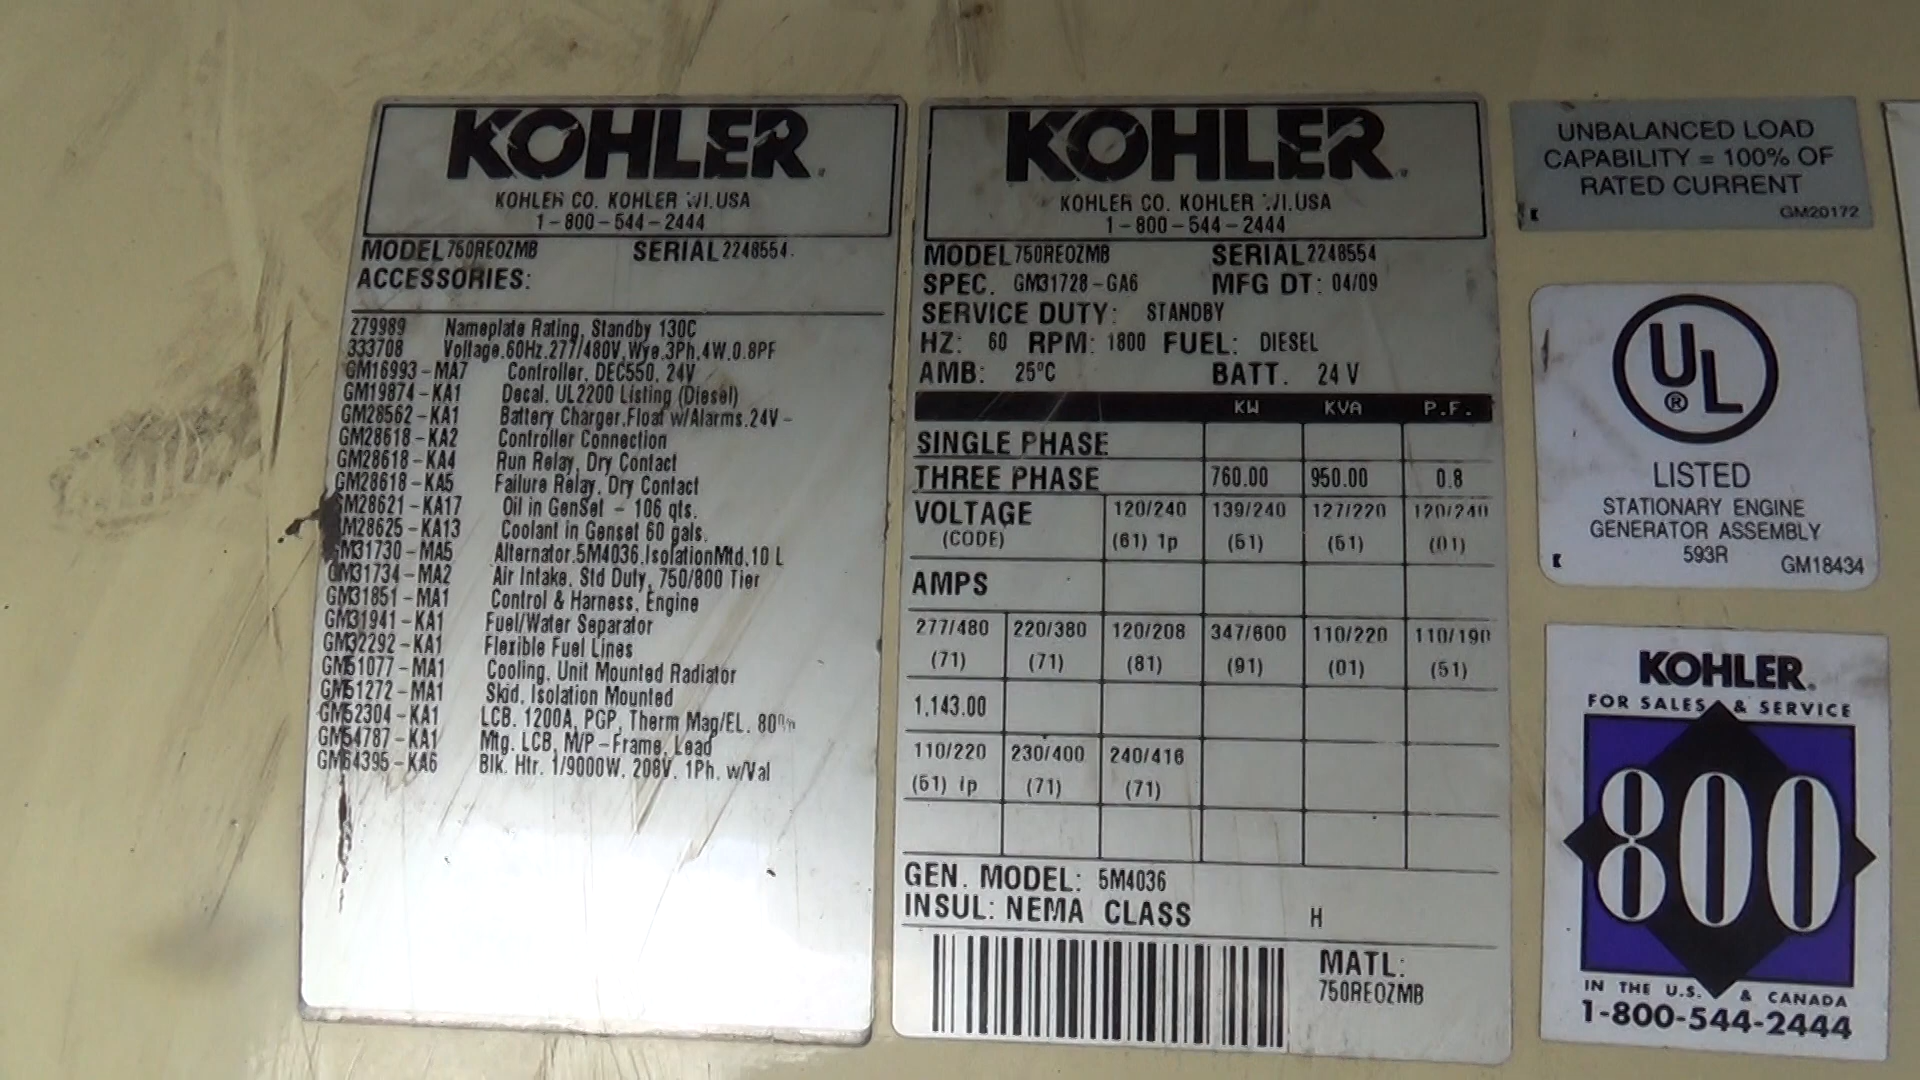 KOHLER
KOHLER CO. KOHLER WI.USA
1-800-544-2444
MODEL 750REOZMB SERIAL 2248554
ACCESSORIES:
279989 Nameplate Rating, Standby 130C
333708 Voltage.60Hz.277/480V.Wye.3Ph.4W.0.8PF
GM16993-MA7 Controller, DEC550, 24V
GM19874-KA1 Decal, UL2200 Listing (Diesel)
GM28562-KA1 Battery Charger.Float w/Alarms.24V-
GM28618-KA2 Controller Connection
GM28618-KA4 Run Relay, Dry Contact
GM28618-KA5 Failure Relay, Dry Contact
GM28621-KA17 Oil in GenSet - 106 qts.
GM28625-KA13 Coolant in Genset 60 gals.
GM31730-MA5 Alternator.5M4036.IsolationMtd.10 L
GM31734-MA2 Air Intake, Std Duty, 750/800 Tier
GM31851-MA1 Control & Harness, Engine
GM31941-KA1 Fuel/Water Separator
GM32292-KA1 Flexible Fuel Lines
GM51077-MA1 Cooling, Unit Mounted Radiator
GM51272-MA1 Skid, Isolation Mounted
GM52304-KA1 LCB, 1200A, PGP, Therm Mag/EL. 80%
GM54787-KA1 Mtg. LCB, M/P-Frame, Lead
GM64395-KA6 Blk. Htr. 1/9000W, 208V, 1Ph. w/Val
KOHLER
KOHLER CO. KOHLER WI.USA
1-800-544-2444
MODEL 750REOZMB SERIAL 2248554
SPEC. GM31728-GA6 MFG DT: 04/09
SERVICE DUTY: STANDBY
HZ: 60 RPM: 1800 FUEL: DIESEL
AMB: 25°C BATT. 24 V
KW KVA P.F.
SINGLE PHASE
THREE PHASE 760.00 950.00 0.8
VOLTAGE 120/240 139/240 127/220 120/240
(CODE) (61) 1p (61) (61) (01)
AMPS
277/480 220/380 120/208 347/600 110/220 110/190
(71) (71) (81) (91) (01) (51)
1,143.00
110/220 230/400 240/416
(61) 1p (71) (71)
GEN. MODEL: 5M4036
INSUL: NEMA CLASS H
MATL:
750REOZMB
UNBALANCED LOAD
CAPABILITY = 100% OF
RATED CURRENT
GM20172
UL
®
LISTED
STATIONARY ENGINE
GENERATOR ASSEMBLY
593R
GM18434
KOHLER
FOR SALES & SERVICE
800
IN THE U.S. & CANADA
1-800-544-2444